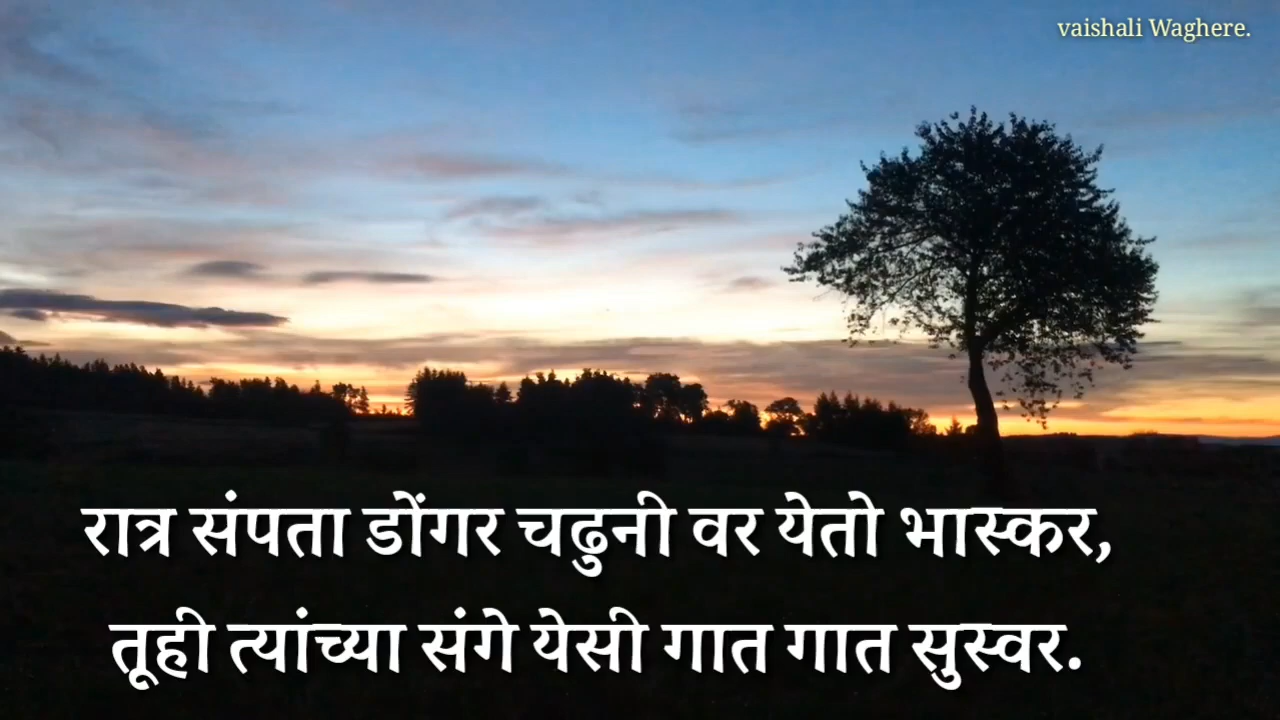 vaishali Waghere.
रात्र संपता डोंगर चढुनी वर येतो भास्कर,
तूही त्यांच्या संगे येसी गात गात सुस्वर.